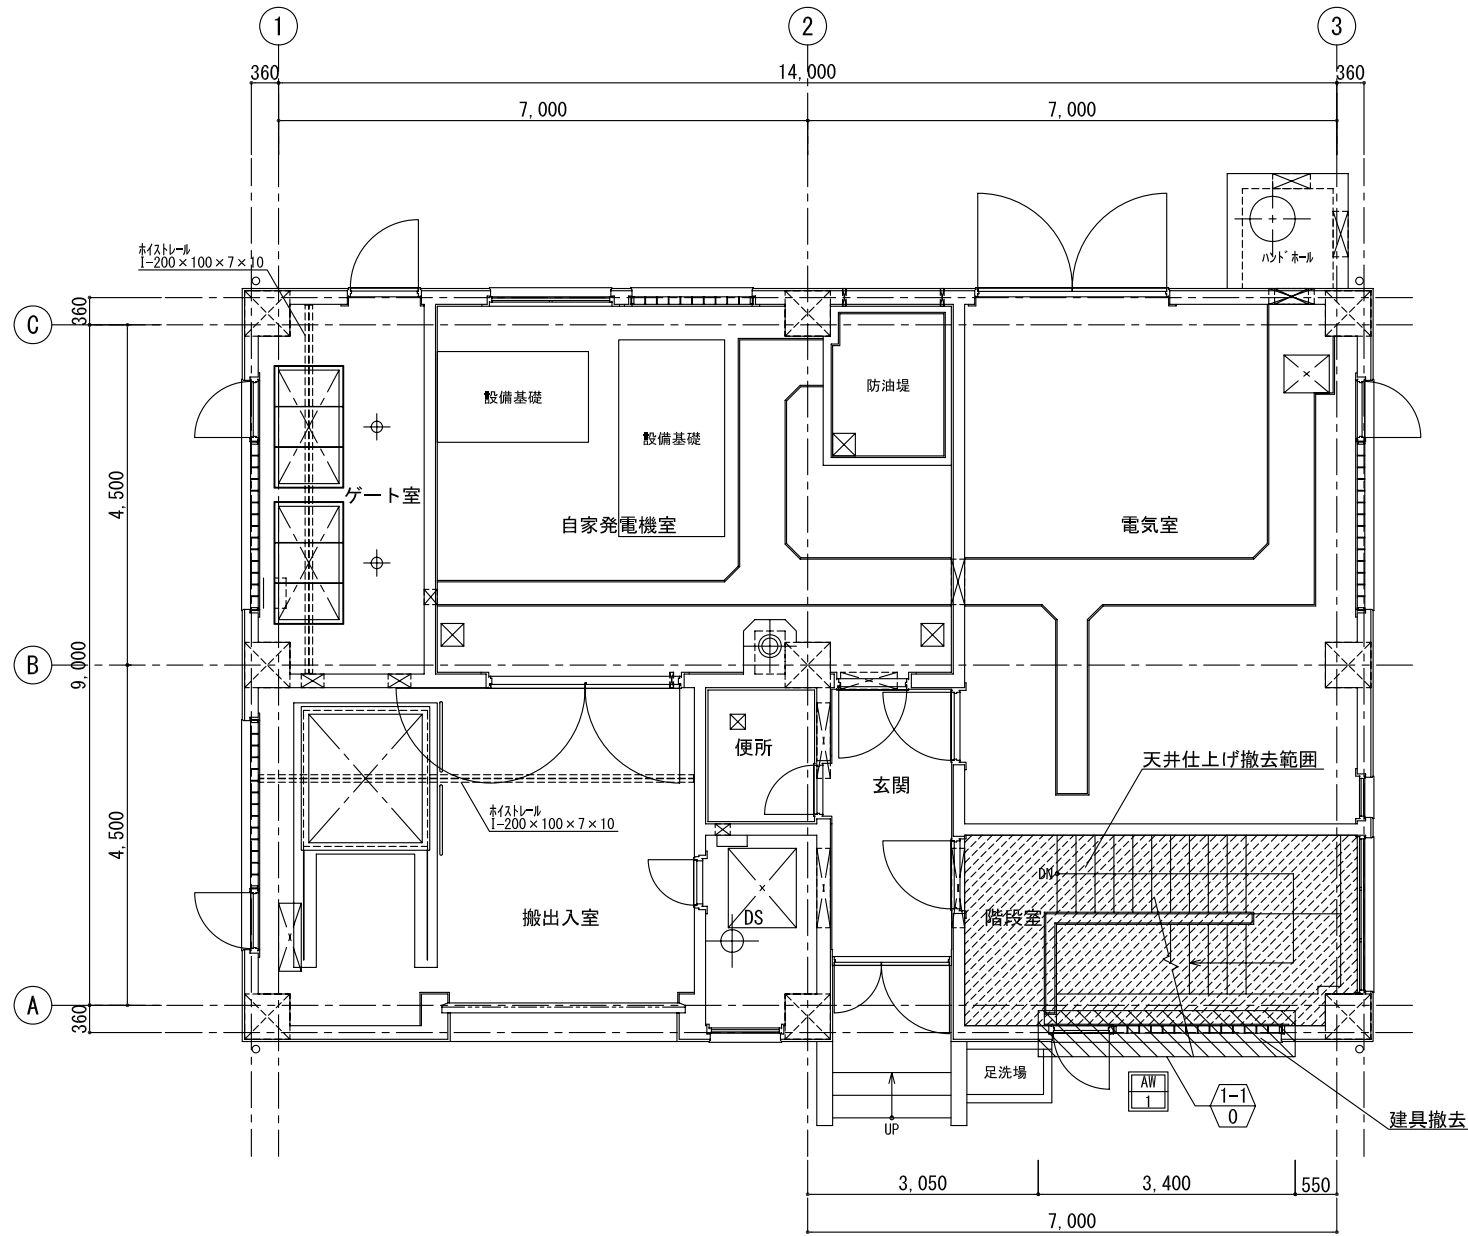 1
2
3
360
14,000
360
7,000
7,000
ﾎｲｽﾄﾚｰﾙ
I-200×100×7×10
ﾊﾝﾄﾞﾎｰﾙ
360
C
設備基礎
設備基礎
防油堤
4,500
ゲート室
自家発電機室
電気室
B
9,000
天井仕上げ撤去範囲
便所
玄関
ﾎｲｽﾄﾚｰﾙ
I-200×100×7×10
4,500
DN
搬出入室
DS
階段室
A
360
足洗場
AW
1
1-1
0
建具撤去
UP
3,050
3,400
550
7,000